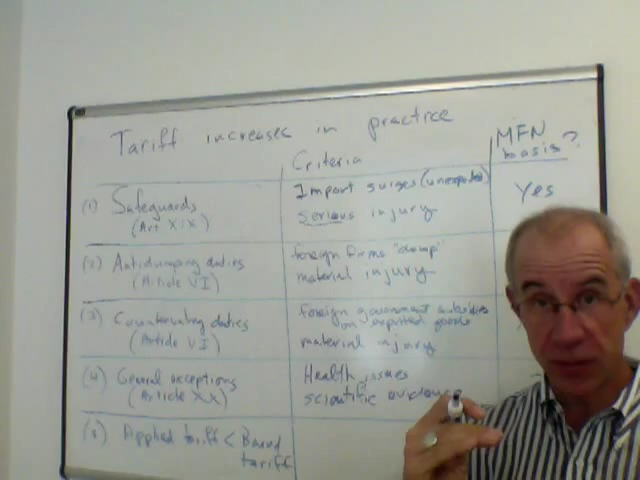 Tariff increases in practice
Criteria
MFN
basis?
(1) Safeguards
(Art XIX)
Import surges (unexpected)
serious injury
Yes
(2) Antidumping duties
(Article VI)
foreign firms "dump"
material injury
(3) Countervailing duties
(Article VI)
foreign government subsidies
on exported goods
material injury
(4) General exceptions
(Article XX)
Health issues
scientific evidence
(5) Applied tariff < Bound
tariff